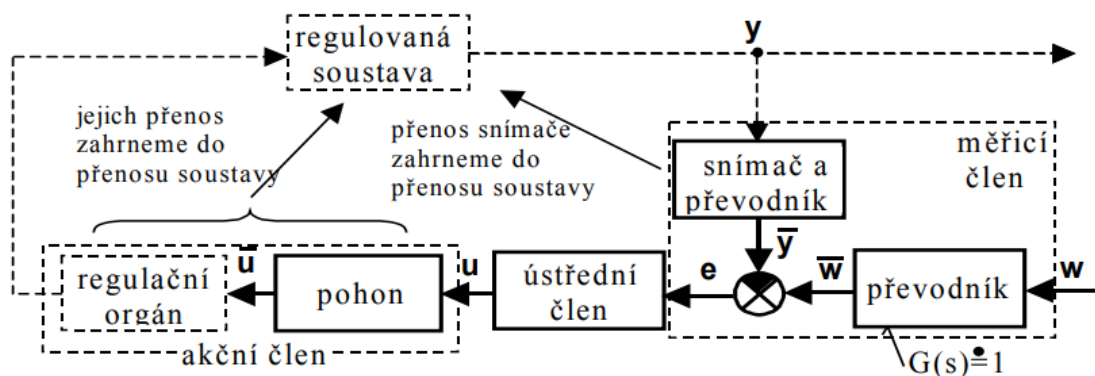 regulovaná
soustava
y
jejich přenos
zahrneme do
přenosu soustavy
přenos snímače
zahrneme do
přenosu soustavy
měřicí
člen
snímač a
převodník
y̅
u̅
u
e
w̅
w
regulační
orgán
pohon
ústřední
člen
převodník
akční člen
G(s)≐1